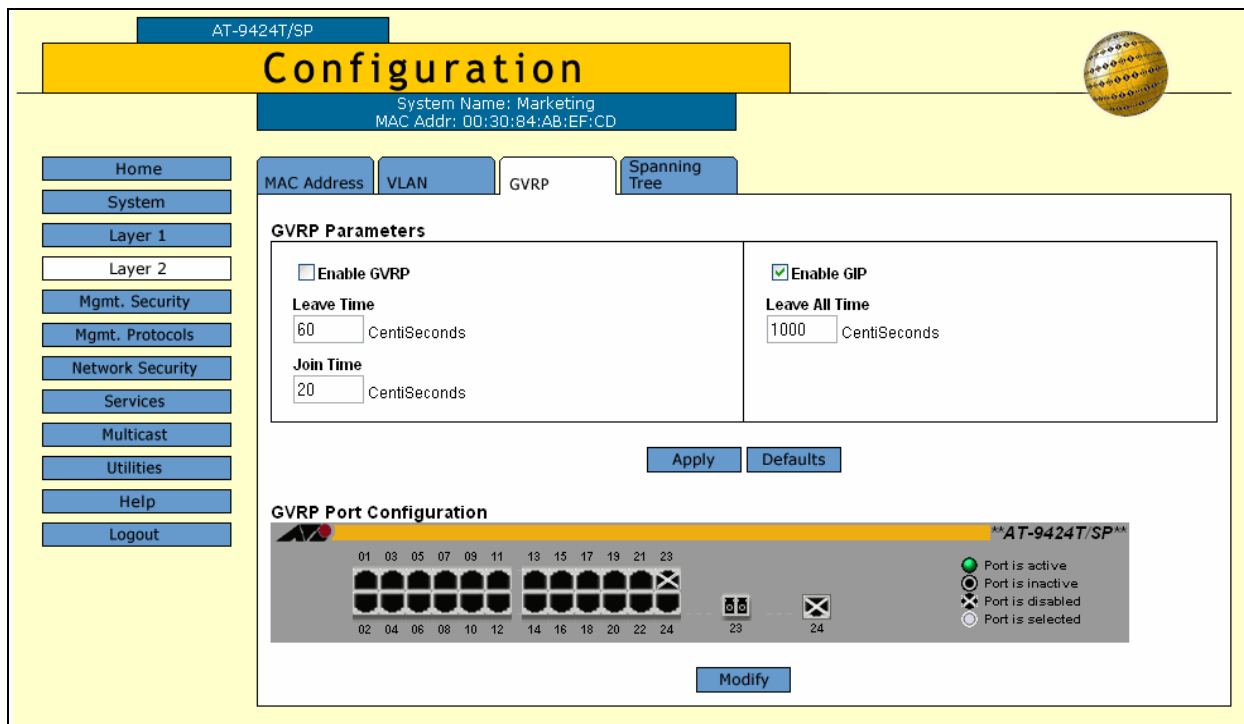 AT-9424T/SP
Configuration
System Name: Marketing
MAC Addr: 00:30:84:AB:EF:CD
Home
System
Layer 1
Layer 2
Mgmt. Security
Mgmt. Protocols
Network Security
Services
Multicast
Utilities
Help
Logout
MAC Address VLAN GVRP Spanning Tree
GVRP Parameters
Enable GVRP
Leave Time
60 CentiSeconds
Join Time
20 CentiSeconds
Enable GIP
Leave All Time
1000 CentiSeconds
Apply Defaults
GVRP Port Configuration
**AT-9424T/SP**
01 03 05 07 09 11 13 15 17 19 21 23
02 04 06 08 10 12 14 16 18 20 22 24 23 24
Port is active
Port is inactive
Port is disabled
Port is selected
Modify